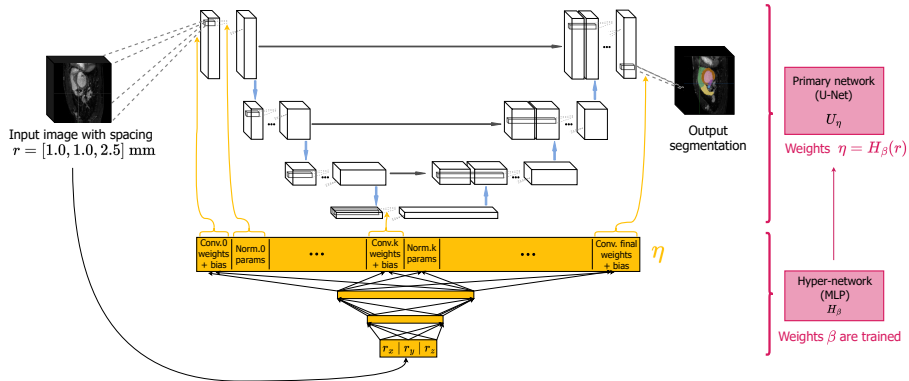 Input image with spacing
r = [1.0, 1.0, 2.5] mm
...
...
...
...
...
...
Output
segmentation
Conv.0
weights
+ bias
Norm.0
params
...
Conv.k
weights
+ bias
Norm.k
params
...
Conv. final
weights
+ bias
η
r_x | r_y | r_z
Primary network
(U-Net)
U_η
Weights η = H_β(r)
Hyper-network
(MLP)
H_β
Weights β are trained